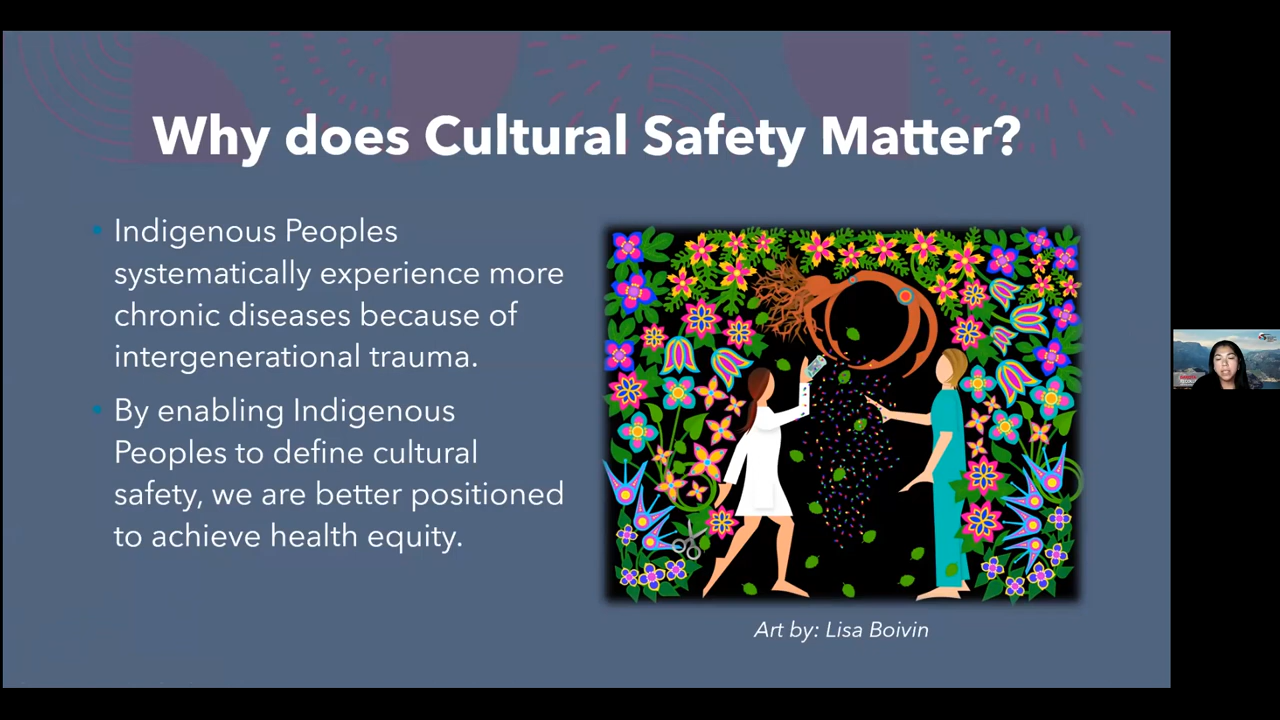 Why does Cultural Safety Matter?
• Indigenous Peoples
systematically experience more
chronic diseases because of
intergenerational trauma.
• By enabling Indigenous
Peoples to define cultural
safety, we are better positioned
to achieve health equity.
Art by: Lisa Boivin